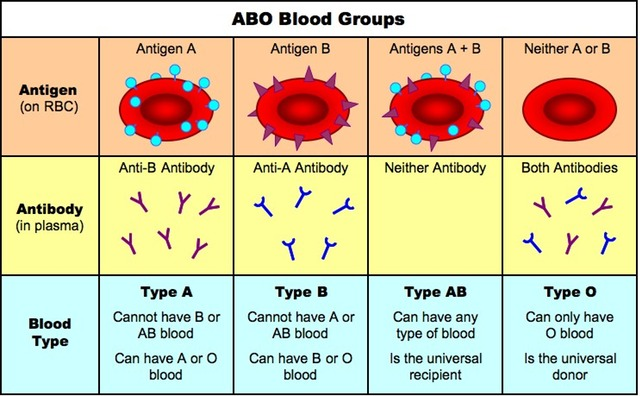 ABO Blood Groups
Antigen
(on RBC)
Antigen A
Antigen B
Antigens A + B
Neither A or B
Antibody
(in plasma)
Anti-B Antibody
Anti-A Antibody
Neither Antibody
Both Antibodies
Blood
Type
Type A
Cannot have B or
AB blood
Can have A or O
blood
Type B
Cannot have A or
AB blood
Can have B or O
blood
Type AB
Can have any
type of blood
Is the universal
recipient
Type O
Can only have
O blood
Is the universal
donor